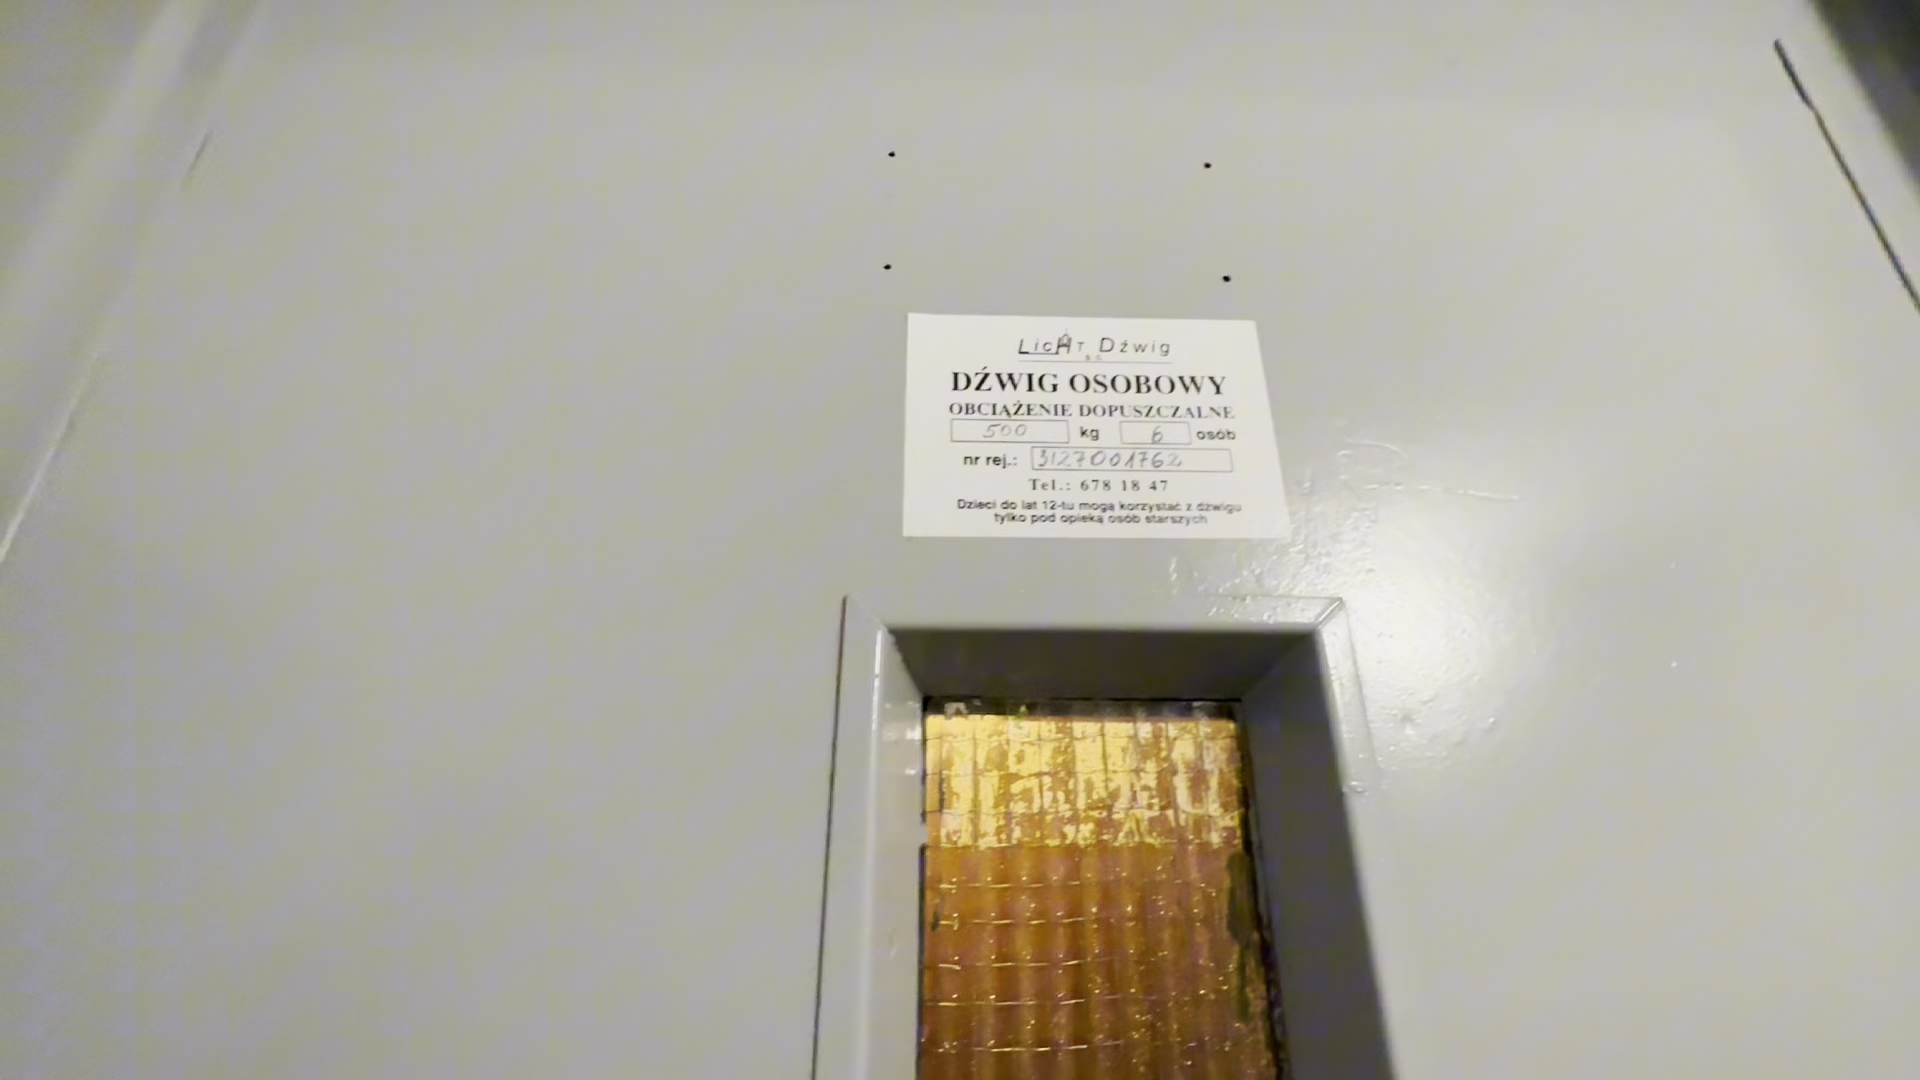 LicHt Dźwig
s.c.
DŹWIG OSOBOWY
OBCIĄŻENIE DOPUSZCZALNE
500 kg 6 osób
nr rej.: 3127001762
Tel.: 678 18 47
Dzieci do lat 12-tu mogą korzystać z dźwigu
tylko pod opieką osób starszych